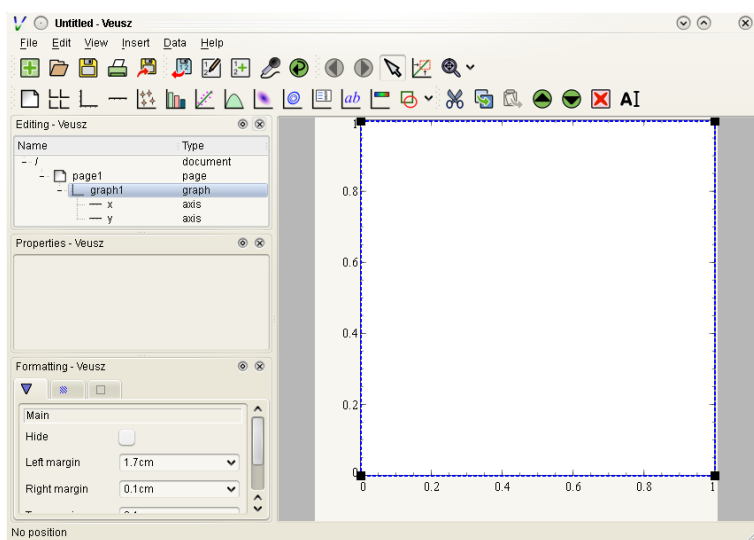 Untitled - Veusz
File Edit View Insert Data Help
ab
AI
Editing - Veusz
Name Type
/ document
page1 page
graph1 graph
x axis
y axis
Properties - Veusz
Formatting - Veusz
Main
Hide
Left margin 1.7cm
Right margin 0.1cm
1
0.8
0.6
0.4
0.2
0
0 0.2 0.4 0.6 0.8 1
No position